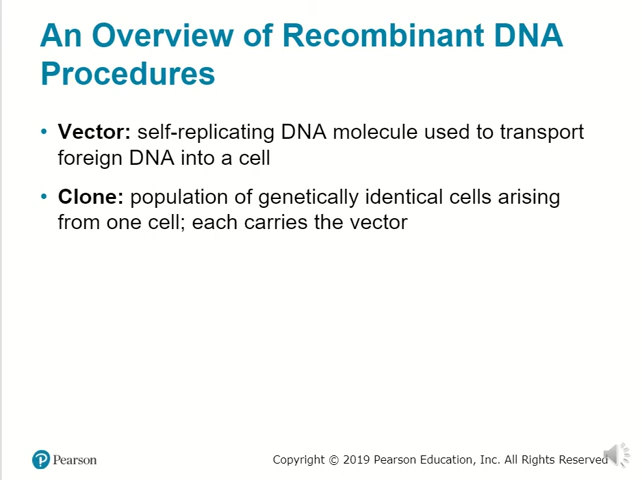 An Overview of Recombinant DNA
Procedures
• Vector: self-replicating DNA molecule used to transport
foreign DNA into a cell
• Clone: population of genetically identical cells arising
from one cell; each carries the vector
P Pearson
Copyright © 2019 Pearson Education, Inc. All Rights Reserved